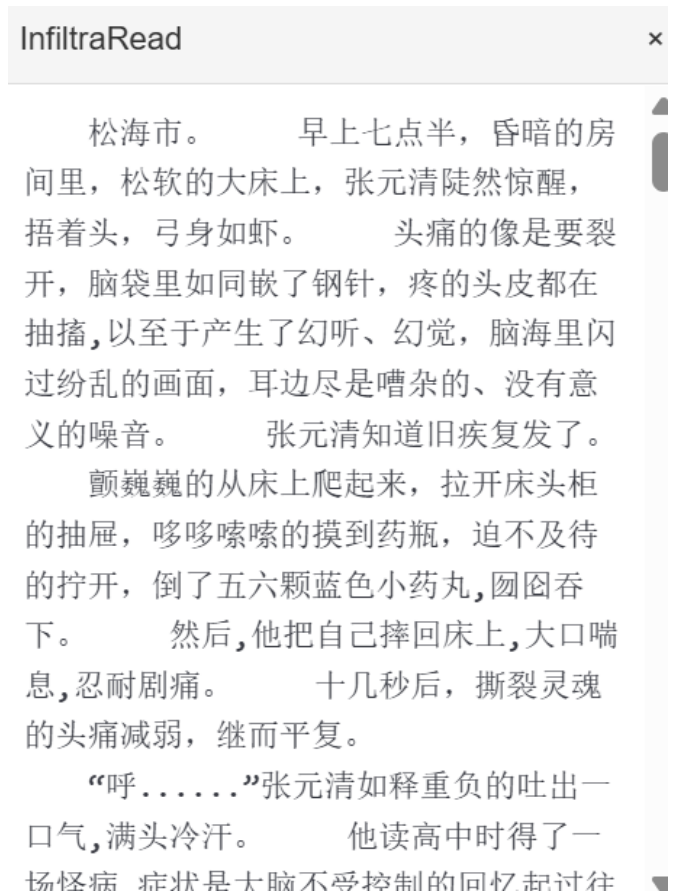 InfiltraRead ×
松海市。 早上七点半，昏暗的房
间里，松软的大床上，张元清陡然惊醒，
捂着头，弓身如虾。 头痛的像是要裂
开，脑袋里如同嵌了钢针，疼的头皮都在
抽搐,以至于产生了幻听、幻觉，脑海里闪
过纷乱的画面，耳边尽是嘈杂的、没有意
义的噪音。 张元清知道旧疾复发了。
颤巍巍的从床上爬起来，拉开床头柜
的抽屉，哆哆嗦嗦的摸到药瓶，迫不及待
的拧开，倒了五六颗蓝色小药丸,囫囵吞
下。 然后,他把自己摔回床上,大口喘
息,忍耐剧痛。 十几秒后，撕裂灵魂
的头痛减弱，继而平复。
“呼......”张元清如释重负的吐出一
口气,满头冷汗。 他读高中时得了一
场怪病,症状是大脑不受控制的回忆起过往